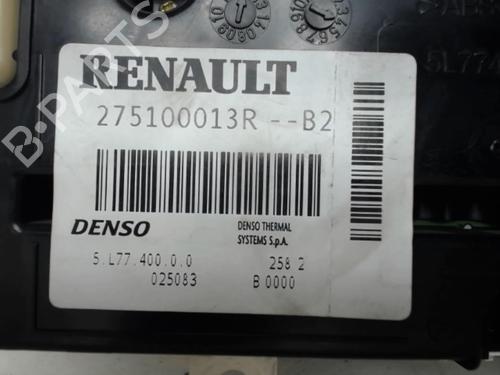 RENAULT
275100013R --B2
DENSO
DENSO THERMAL
SYSTEMS S.p.A.
5.L77.400.0.0
258 2
025083
B 0000
B-PARTS